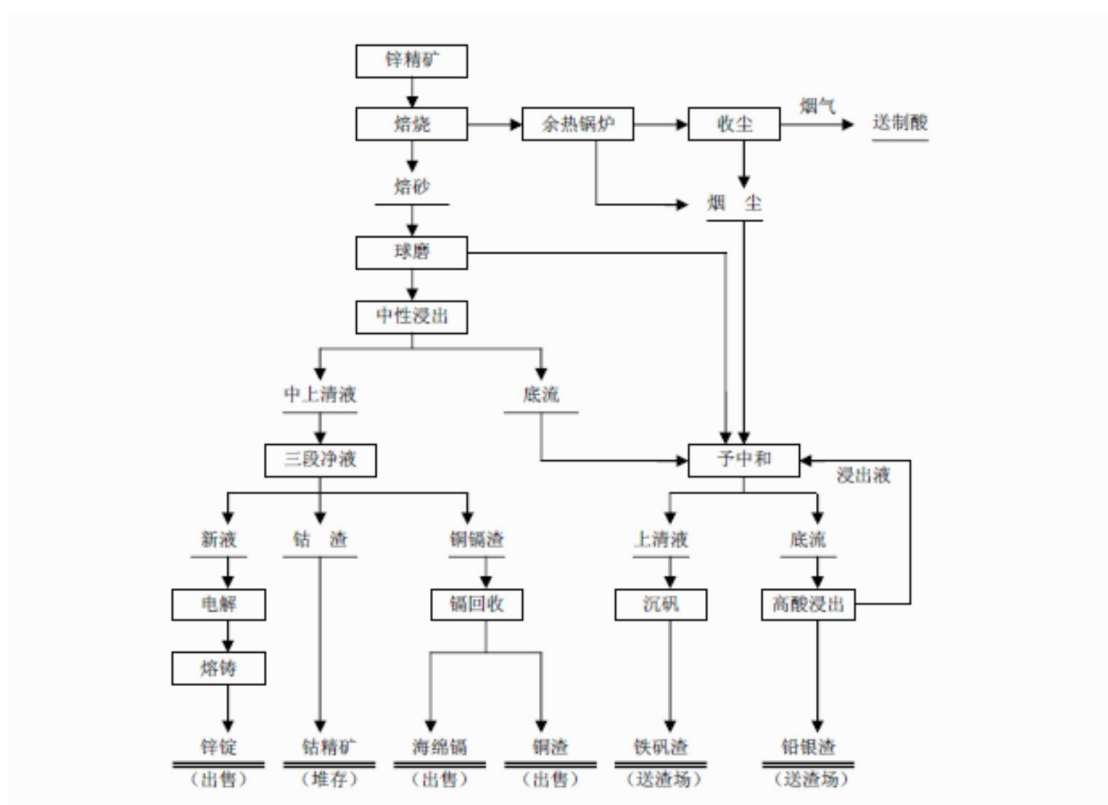 锌精矿
烟气
焙烧 余热锅炉 收尘 送制酸
焙砂 烟 尘
球磨
中性浸出
中上清液 底流
三段净液 予中和
浸出液
新液 钴 渣 铜镉渣 上清液 底流
电解 镉回收 沉矾 高酸浸出
熔铸
锌锭 钴精矿 海绵镉 铜渣 铁矾渣 铅银渣
（出售） （堆存） （出售） （出售） （送渣场） （送渣场）